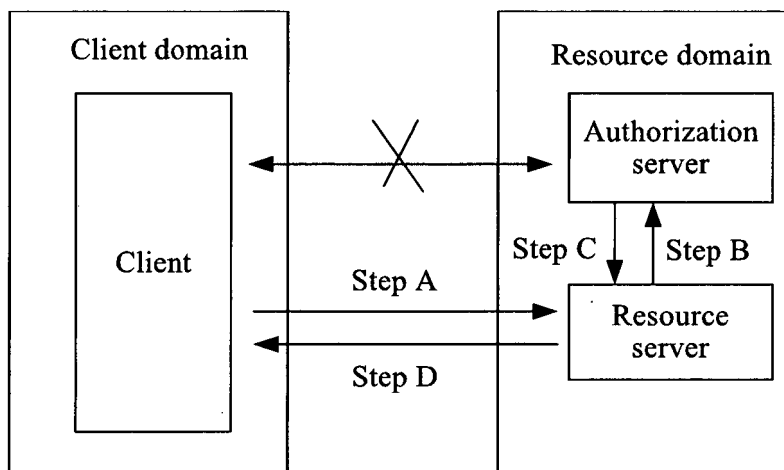 Client domain
Resource domain
Authorization
server
Client
Step C
Step B
Step A
Resource
server
Step D